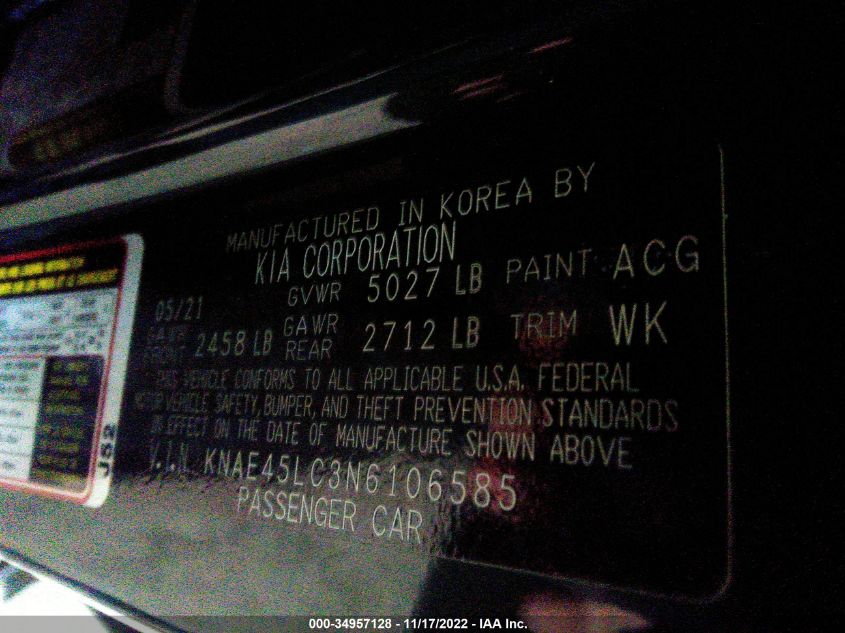 MANUFACTURED IN KOREA BY
KIA CORPORATION
05/21 GVWR 5027 LB PAINT ACG
GAWR FRONT 2458 LB GAWR REAR 2712 LB TRIM WK
THIS VEHICLE CONFORMS TO ALL APPLICABLE U.S.A. FEDERAL
MOTOR VEHICLE SAFETY, BUMPER, AND THEFT PREVENTION STANDARDS
IN EFFECT ON THE DATE OF MANUFACTURE SHOWN ABOVE
V.I.N. KNAE45LC3N6106585
PASSENGER CAR
J52
000-34957128 - 11/17/2022 - IAA Inc.